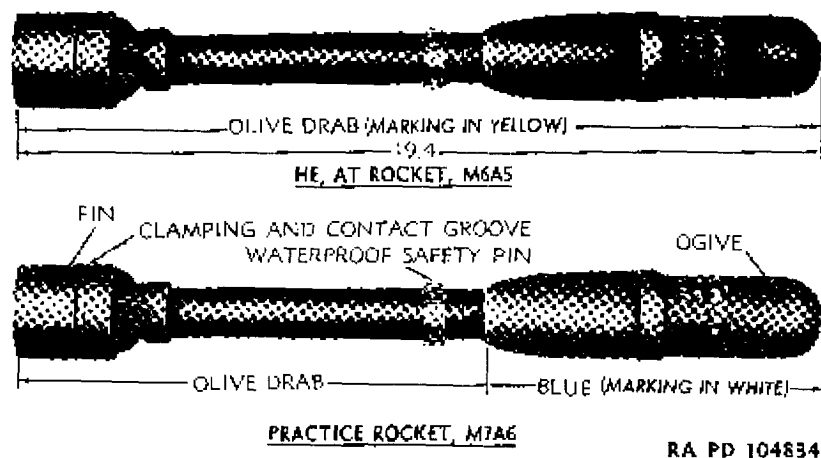 OLIVE DRAB (MARKING IN YELLOW)
19.4
HE, AT ROCKET, M6A5
FIN
CLAMPING AND CONTACT GROOVE
WATERPROOF SAFETY PIN
OGIVE
OLIVE DRAB
BLUE (MARKING IN WHITE)
PRACTICE ROCKET, M7A6
RA PD 104834